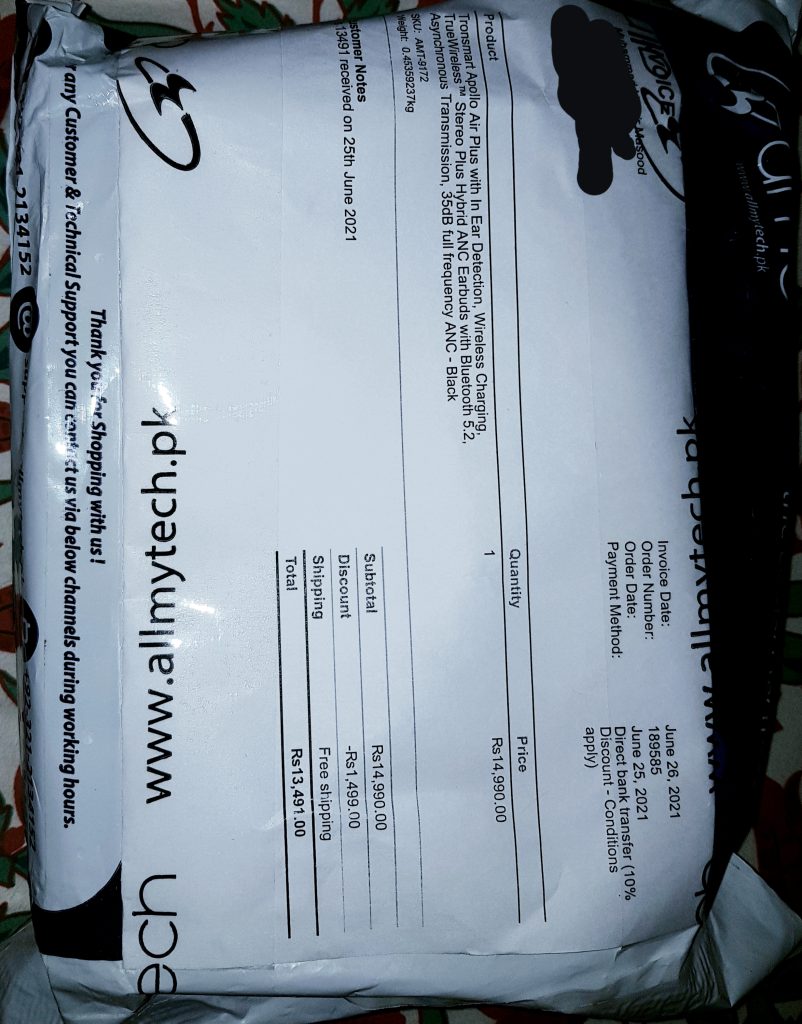 www.allmytech.pk
INVOICE
Masood
Invoice Date: June 26, 2021
Order Number: 189585
Order Date: June 25, 2021
Payment Method: Direct bank transfer (10%
Discount - Conditions
apply)
Product Quantity Price
Tronsmart Apollo Air Plus with In Ear Detection, Wireless Charging, 1 Rs14,990.00
TrueWireless™ Stereo Plus Hybrid ANC Earbuds with Bluetooth 5.2,
Asynchronous Transmission, 35dB full frequency ANC - Black
SKU: AMT-9172
Weight: 0.45359237kg
Subtotal Rs14,990.00
Customer Notes
13491 received on 25th June 2021
Discount -Rs1,499.00
Shipping Free shipping
Total Rs13,491.00
www.allmytech.pk
ech
Thank you for Shopping with us!
any Customer & Technical Support you can contact us via below channels during working hours.
2134152